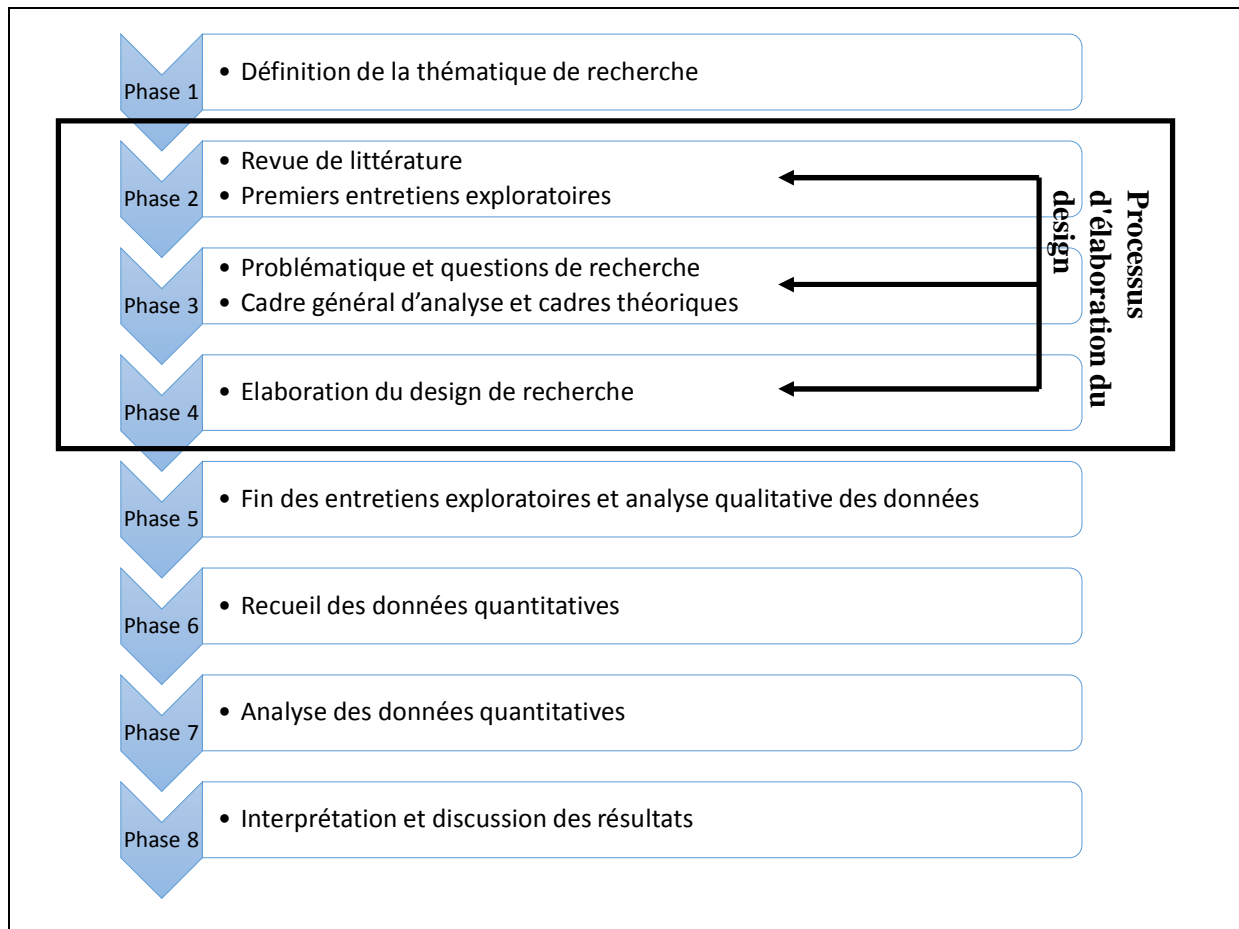 Phase 1
• Définition de la thématique de recherche
Phase 2
• Revue de littérature
• Premiers entretiens exploratoires
Phase 3
• Problématique et questions de recherche
• Cadre général d’analyse et cadres théoriques
Phase 4
• Elaboration du design de recherche
Processus
d'élaboration du
design
Phase 5
• Fin des entretiens exploratoires et analyse qualitative des données
Phase 6
• Recueil des données quantitatives
Phase 7
• Analyse des données quantitatives
Phase 8
• Interprétation et discussion des résultats